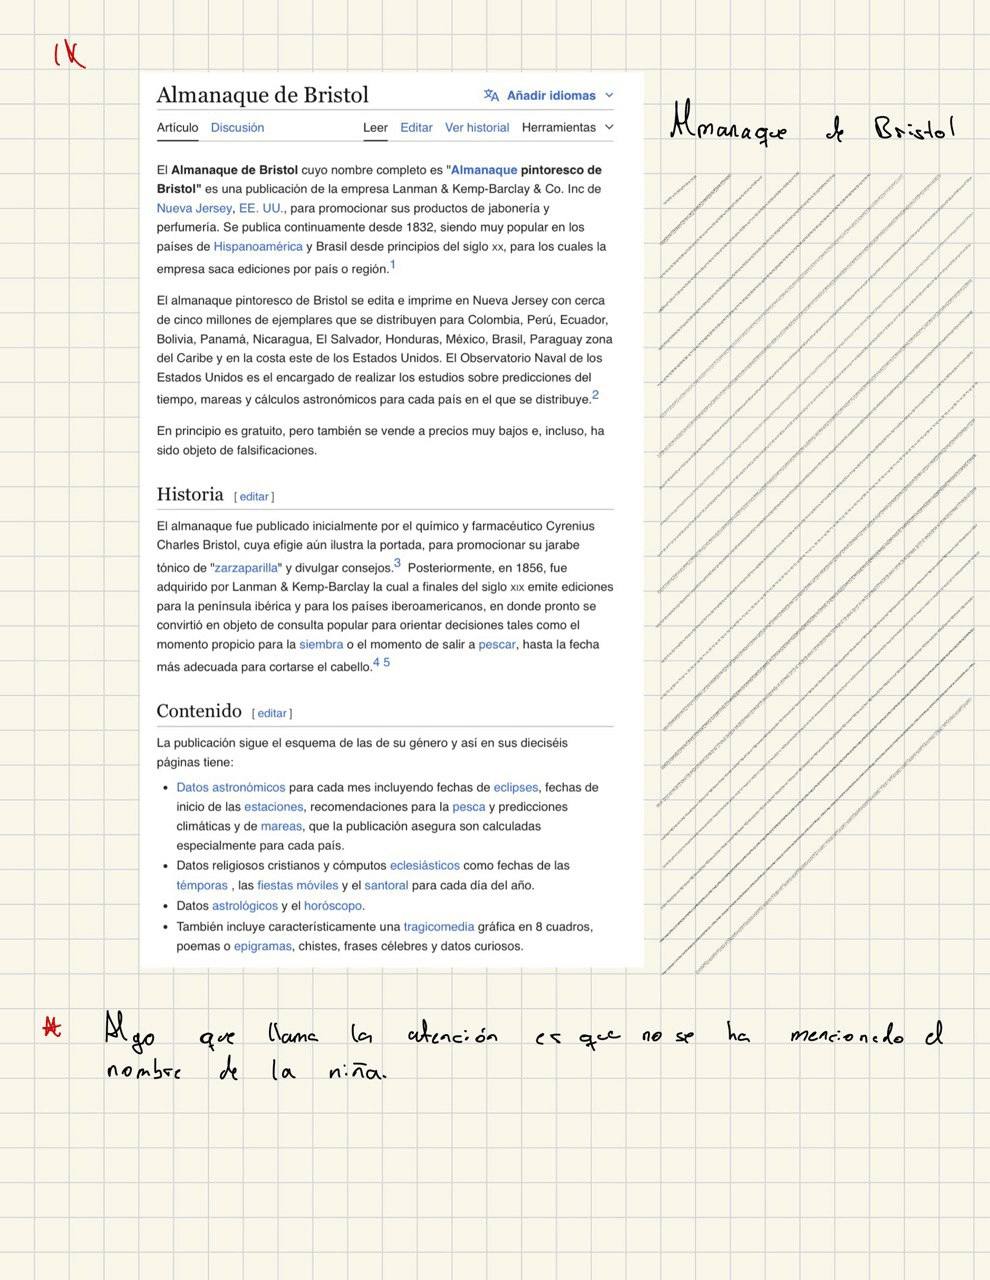 IX
Almanaque de Bristol
Añadir idiomas
Artículo Discusión Leer Editar Ver historial Herramientas
Almanaque de Bristol
El Almanaque de Bristol cuyo nombre completo es "Almanaque pintoresco de
Bristol" es una publicación de la empresa Lanman & Kemp-Barclay & Co. Inc de
Nueva Jersey, EE. UU., para promocionar sus productos de jabonería y
perfumería. Se publica continuamente desde 1832, siendo muy popular en los
países de Hispanoamérica y Brasil desde principios del siglo XX, para los cuales la
empresa saca ediciones por país o región.1
El almanaque pintoresco de Bristol se edita e imprime en Nueva Jersey con cerca
de cinco millones de ejemplares que se distribuyen para Colombia, Perú, Ecuador,
Bolivia, Panamá, Nicaragua, El Salvador, Honduras, México, Brasil, Paraguay zona
del Caribe y en la costa este de los Estados Unidos. El Observatorio Naval de los
Estados Unidos es el encargado de realizar los estudios sobre predicciones del
tiempo, mareas y cálculos astronómicos para cada país en el que se distribuye.2
En principio es gratuito, pero también se vende a precios muy bajos e, incluso, ha
sido objeto de falsificaciones.
Historia [ editar ]
El almanaque fue publicado inicialmente por el químico y farmacéutico Cyrenius
Charles Bristol, cuya efigie aún ilustra la portada, para promocionar su jarabe
tónico de "zarzaparilla" y divulgar consejos.3 Posteriormente, en 1856, fue
adquirido por Lanman & Kemp-Barclay la cual a finales del siglo XIX emite ediciones
para la península ibérica y para los países iberoamericanos, en donde pronto se
convirtió en objeto de consulta popular para orientar decisiones tales como el
momento propicio para la siembra o el momento de salir a pescar, hasta la fecha
más adecuada para cortarse el cabello.4 5
Contenido [ editar ]
La publicación sigue el esquema de las de su género y así en sus dieciséis
páginas tiene:
• Datos astronómicos para cada mes incluyendo fechas de eclipses, fechas de
inicio de las estaciones, recomendaciones para la pesca y predicciones
climáticas y de mareas, que la publicación asegura son calculadas
especialmente para cada país.
• Datos religiosos cristianos y cómputos eclesiásticos como fechas de las
témporas , las fiestas móviles y el santoral para cada día del año.
• Datos astrológicos y el horóscopo.
• También incluye característicamente una tragicomedia gráfica en 8 cuadros,
poemas o epigramas, chistes, frases célebres y datos curiosos.
Algo que llama la atención es que no se ha mencionado el
nombre de la niña.